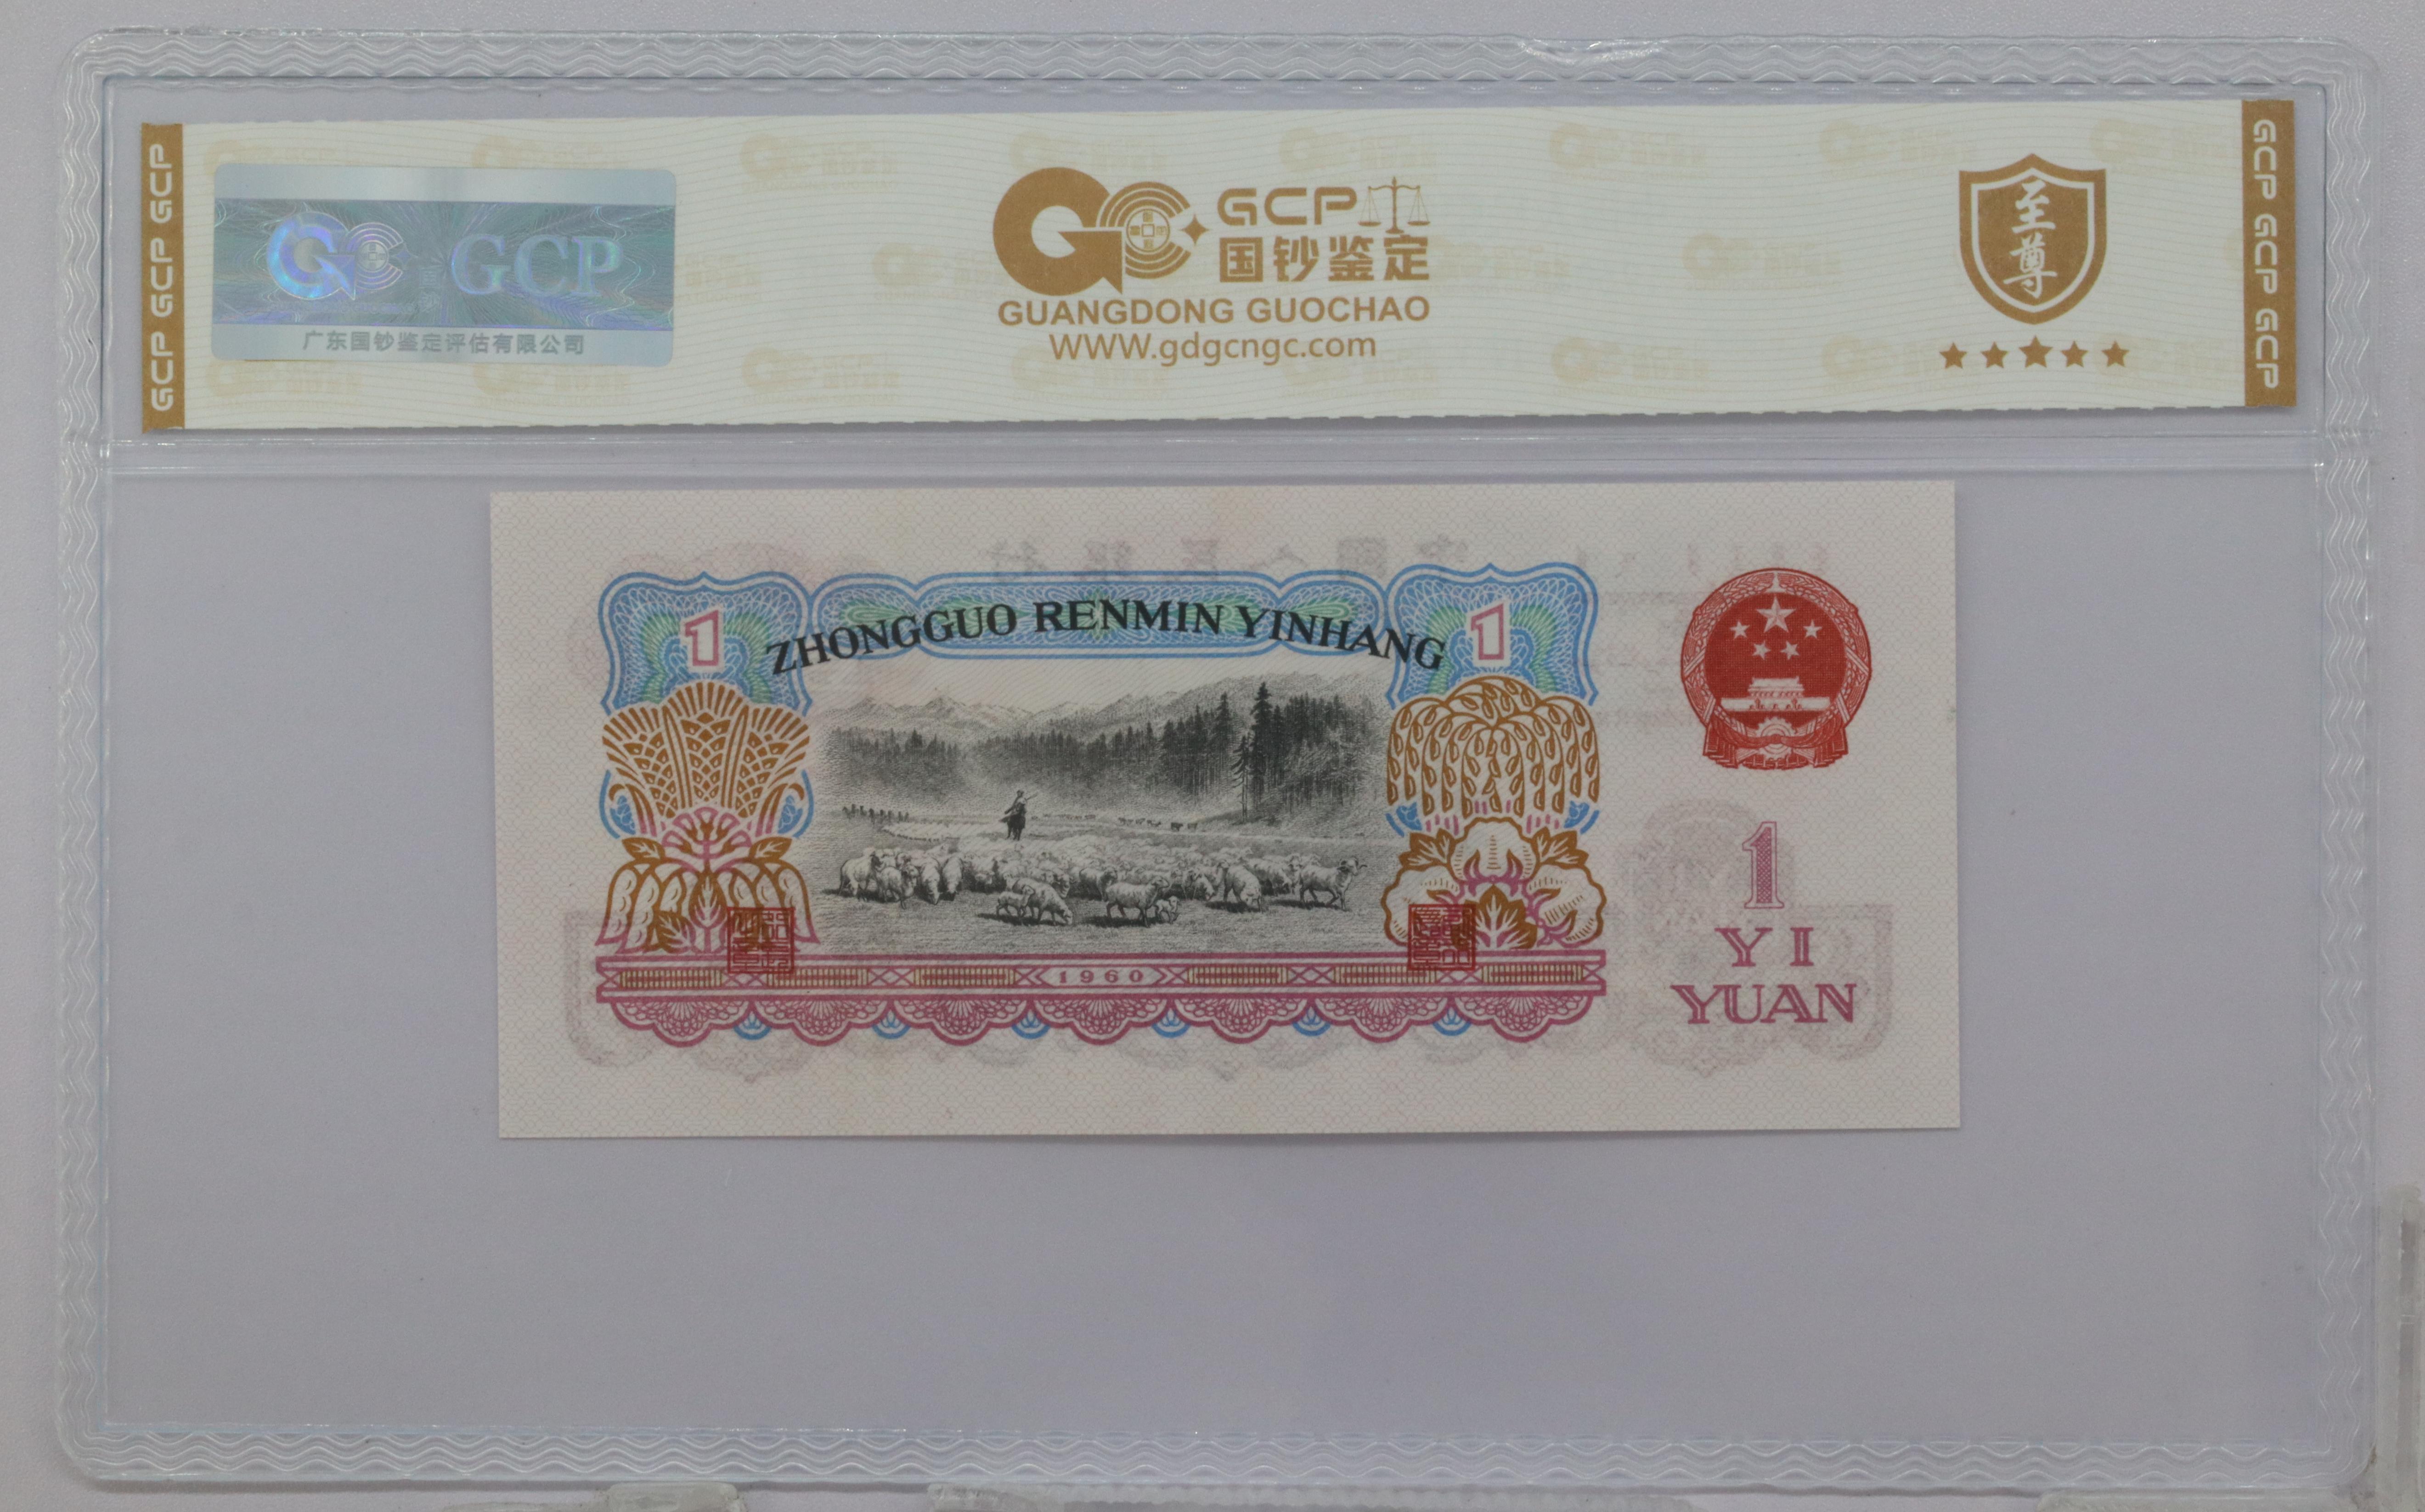 GCP GCP GCP
GCP
广东国钞鉴定评估有限公司
GCP
国钞鉴定
GUANGDONG GUOCHAO
WWW.gdgcngc.com
至尊
GCP GCP GCP
ZHONGGUO RENMIN YINHANG
1
1
1
YI
YUAN
1960